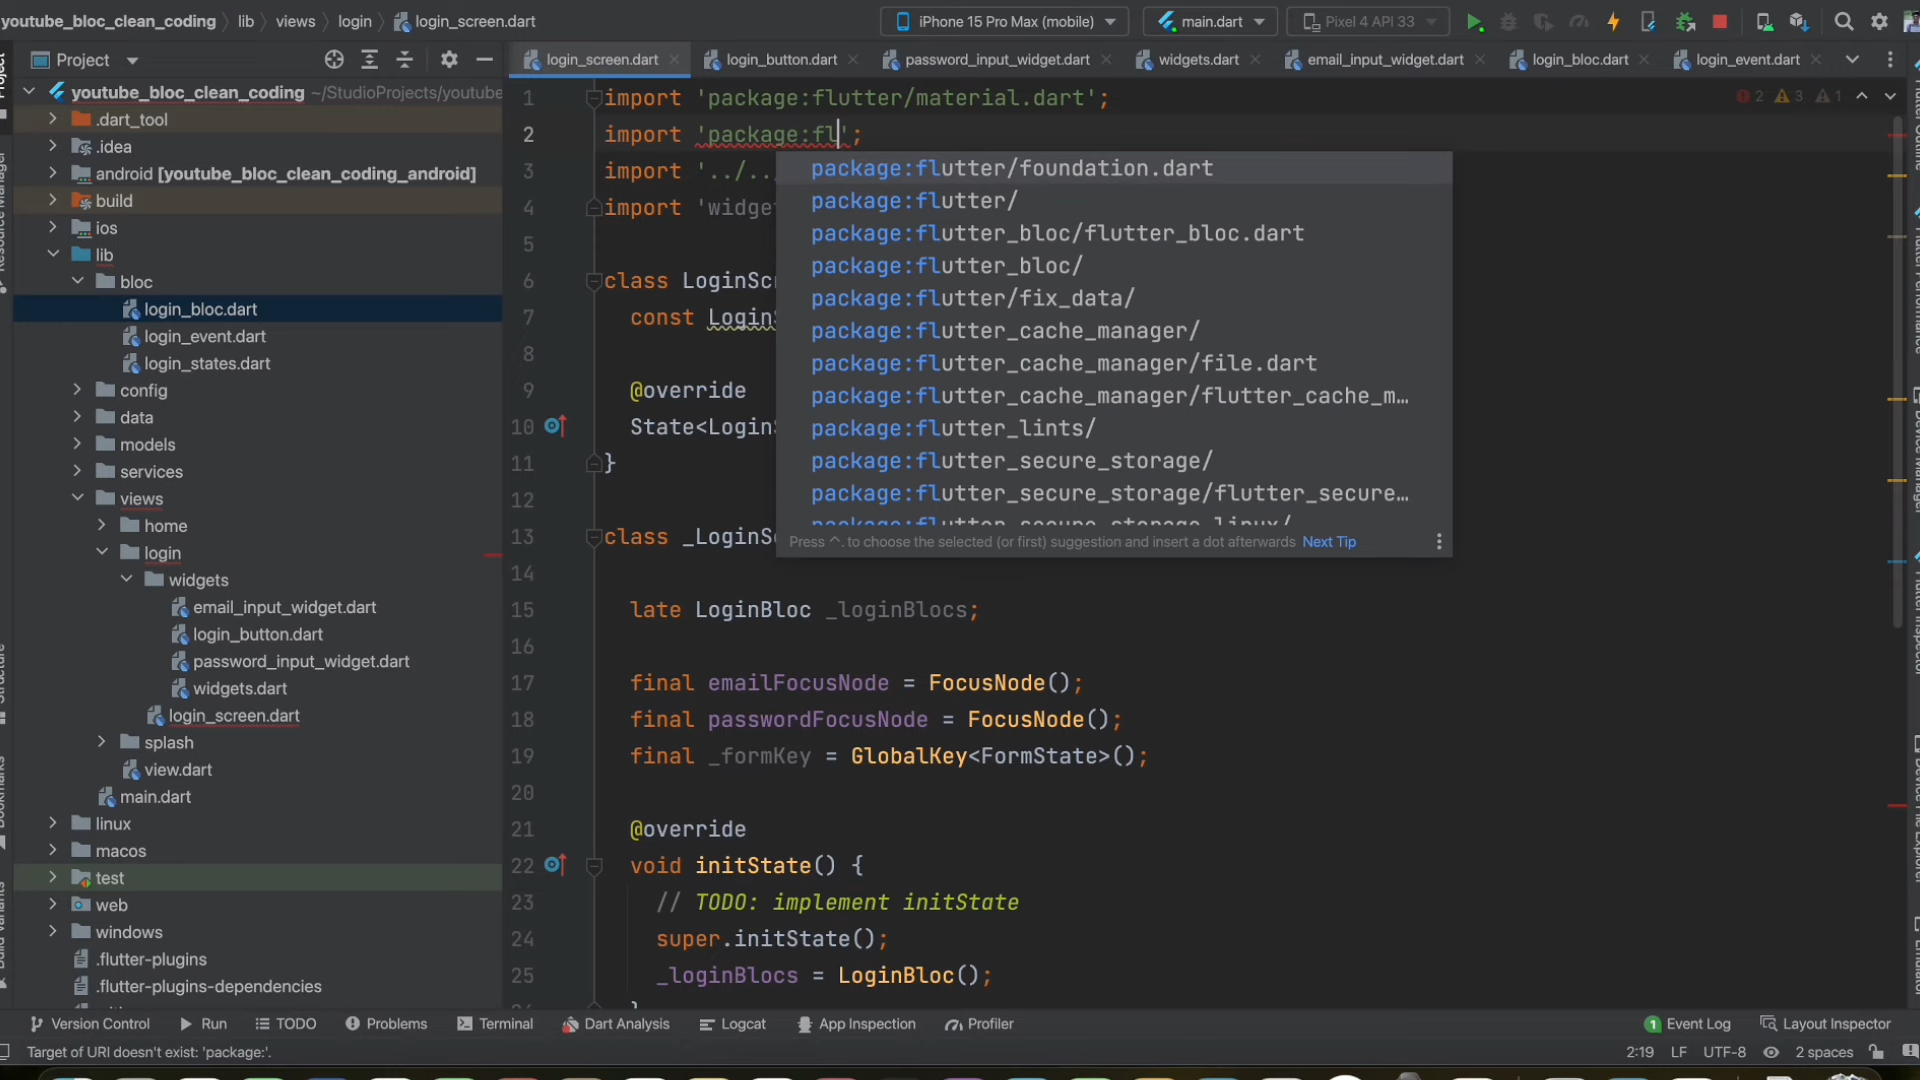 youtube_bloc_clean_coding lib views login login_screen.dart
iPhone 15 Pro Max (mobile) main.dart Pixel 4 API 33
Project
login_screen.dart login_button.dart password_input_widget.dart widgets.dart email_input_widget.dart login_bloc.dart login_event.dart
youtube_bloc_clean_coding ~/StudioProjects/youtube
.dart_tool
.idea
android [youtube_bloc_clean_coding_android]
build
ios
lib
bloc
login_bloc.dart
login_event.dart
login_states.dart
config
data
models
services
views
home
login
widgets
email_input_widget.dart
login_button.dart
password_input_widget.dart
widgets.dart
login_screen.dart
splash
view.dart
main.dart
linux
macos
test
web
windows
.flutter-plugins
.flutter-plugins-dependencies
2 3 1
1 import 'package:flutter/material.dart';
2 import 'package:fl';
3 import '../..
4 import 'widget
5
6 class LoginSc
7 const Login
8
9 @override
10 State<Login
11 }
12
13 class _LoginS
14
15 late LoginBloc _loginBlocs;
16
17 final emailFocusNode = FocusNode();
18 final passwordFocusNode = FocusNode();
19 final _formKey = GlobalKey<FormState>();
20
21 @override
22 void initState() {
23 // TODO: implement initState
24 super.initState();
25 _loginBlocs = LoginBloc();
package:flutter/foundation.dart
package:flutter/
package:flutter_bloc/flutter_bloc.dart
package:flutter_bloc/
package:flutter/fix_data/
package:flutter_cache_manager/
package:flutter_cache_manager/file.dart
package:flutter_cache_manager/flutter_cache_m…
package:flutter_lints/
package:flutter_secure_storage/
package:flutter_secure_storage/flutter_secure…
package:flutter_secure_storage_linux/
Press ^. to choose the selected (or first) suggestion and insert a dot afterwards Next Tip
Version Control Run TODO Problems Terminal Dart Analysis Logcat App Inspection Profiler 1 Event Log Layout Inspector
Target of URI doesn't exist: 'package:'. 2:19 LF UTF-8 2 spaces